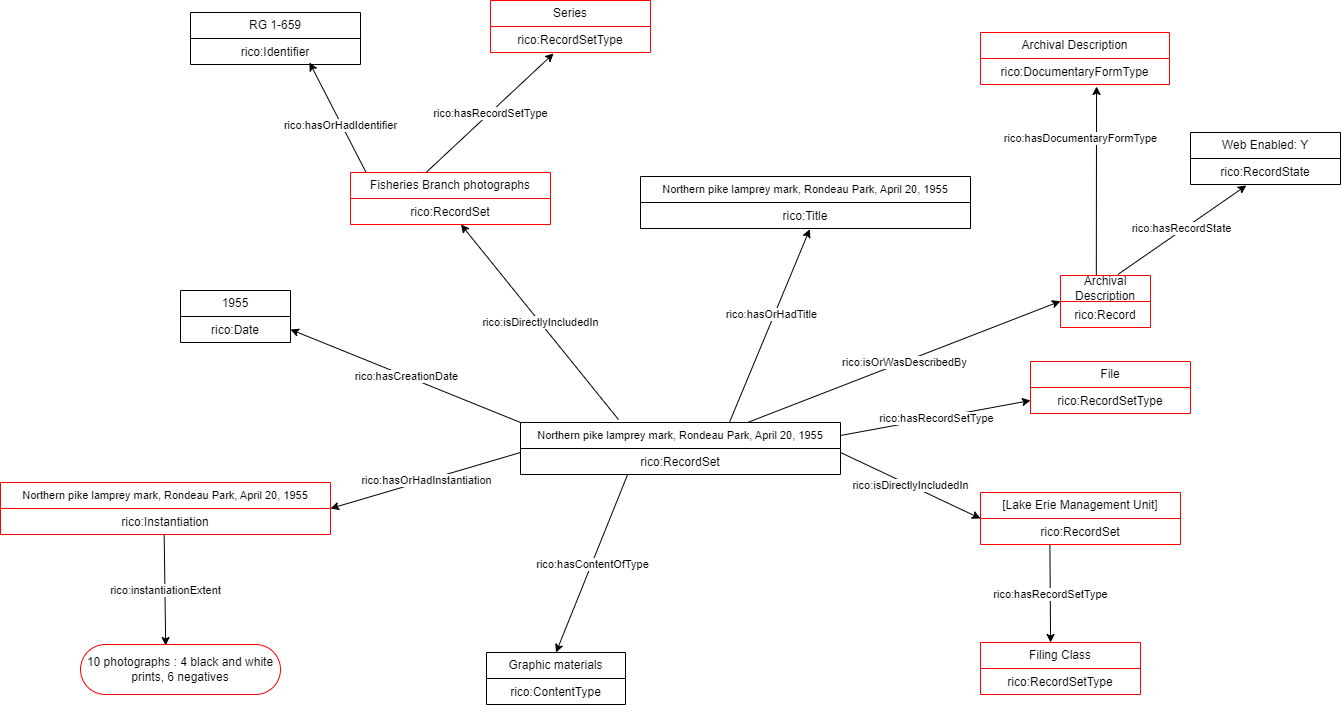 RG 1-659
rico:Identifier
Series
rico:RecordSetType
Archival Description
rico:DocumentaryFormType
rico:hasRecordSetType
rico:hasOrHadIdentifier
rico:hasDocumentaryFormType
Web Enabled: Y
rico:RecordState
Fisheries Branch photographs
rico:RecordSet
Northern pike lamprey mark, Rondeau Park, April 20, 1955
rico:Title
rico:hasRecordState
Archival
Description
rico:Record
1955
rico:Date
rico:isDirectlyIncludedIn
rico:hasOrHadTitle
rico:isOrWasDescribedBy
rico:hasCreationDate
File
rico:RecordSetType
rico:hasRecordSetType
Northern pike lamprey mark, Rondeau Park, April 20, 1955
rico:RecordSet
rico:hasOrHadInstantiation
rico:isDirectlyIncludedIn
Northern pike lamprey mark, Rondeau Park, April 20, 1955
rico:Instantiation
[Lake Erie Management Unit]
rico:RecordSet
rico:hasContentOfType
rico:instantiationExtent
rico:hasRecordSetType
10 photographs : 4 black and white
prints, 6 negatives
Graphic materials
rico:ContentType
Filing Class
rico:RecordSetType